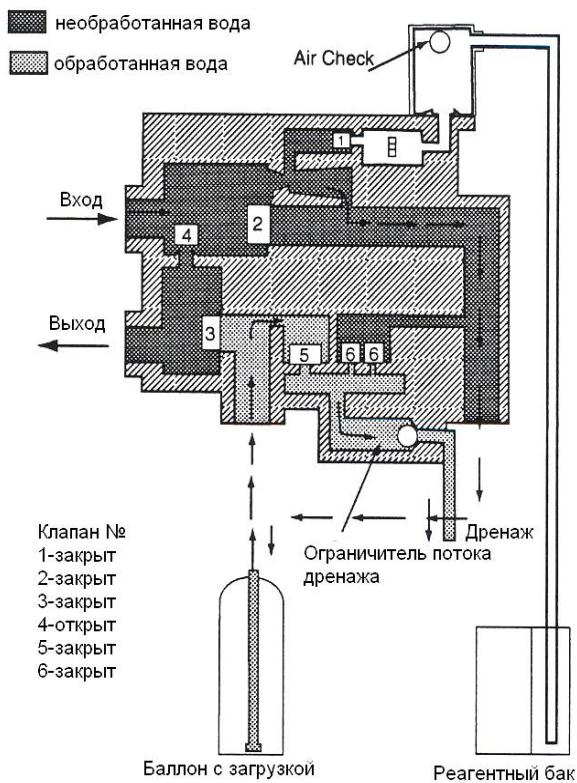 необработанная вода
обработанная вода
Air Check
1
Вход
2
4
Выход
3
5
6 6
Дренаж
Ограничитель потока
дренажа
Клапан №
1-закрыт
2-закрыт
3-закрыт
4-открыт
5-закрыт
6-закрыт
Баллон с загрузкой
Реагентный бак